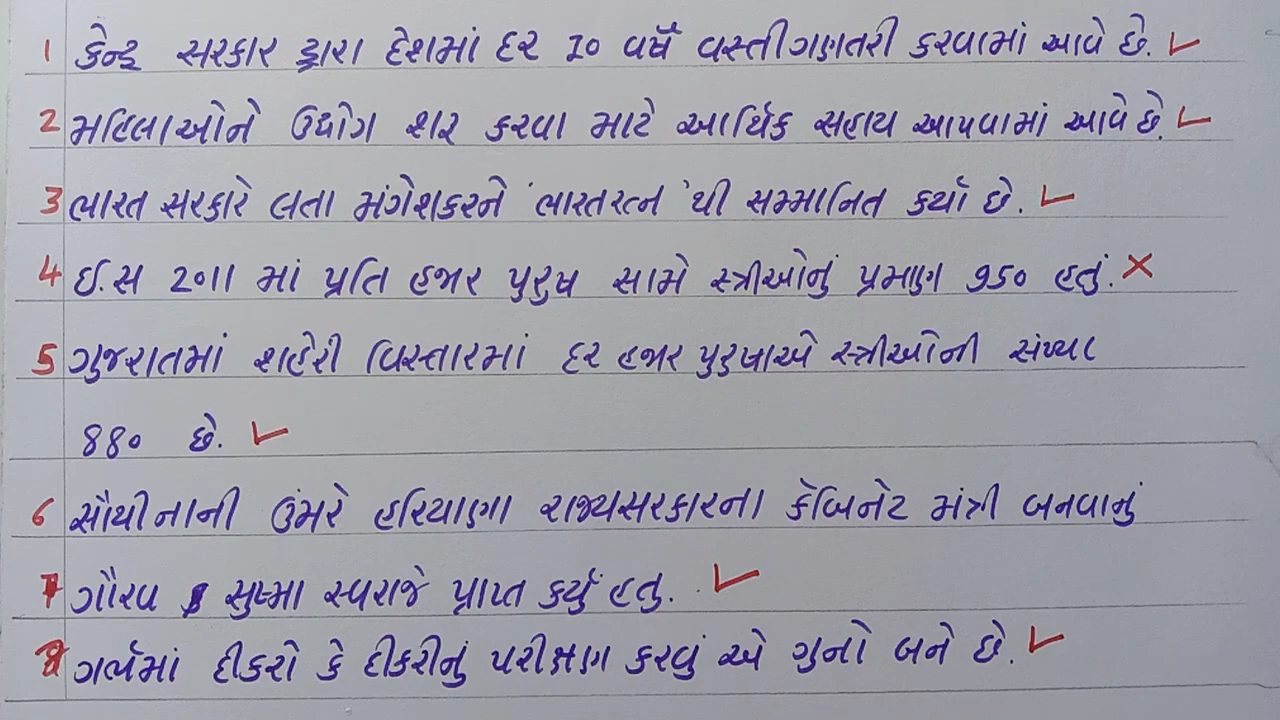 1 કેન્દ્ર સરકાર દ્વારા દેશમાં દર 10 વર્ષે વસ્તીગણતરી કરવામાં આવે છે. ✓
2 મહિલાઓને ઉદ્યોગ શરૂ કરવા માટે આર્થિક સહાય આપવામાં આવે છે. ✓
3 ભારત સરકારે લતા મંગેશકરને 'ભારતરત્ન'થી સમ્માનિત કર્યા છે. ✓
4 ઈ.સ 2011 માં પ્રતિ હજાર પુરુષ સામે સ્ત્રીઓનું પ્રમાણ 950 હતું. ×
5 ગુજરાતમાં શહેરી વિસ્તારમાં દર હજાર પુરુષોએ સ્ત્રીઓની સંખ્યા
880 છે. ✓
6 સૌથીનાની ઉંમરે હરિયાણા રાજ્યસરકારના કેબિનેટ મંત્રી બનવાનું
7 ગૌરવ સુષ્મા સ્વરાજે પ્રાપ્ત કર્યું હતુ. ✓
8 ગર્ભમાં દીકરો કે દીકરીનું પરીક્ષણ કરવું એ ગુનો બને છે. ✓